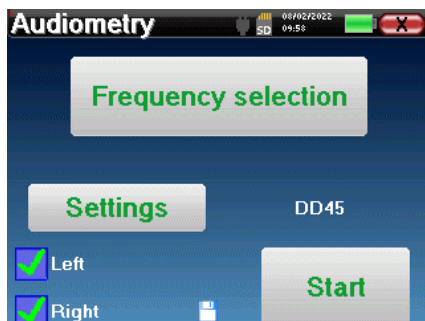 Audiometry
SD
08/02/2022
09:58
X
Frequency selection
Settings
DD45
Left
Start
Right